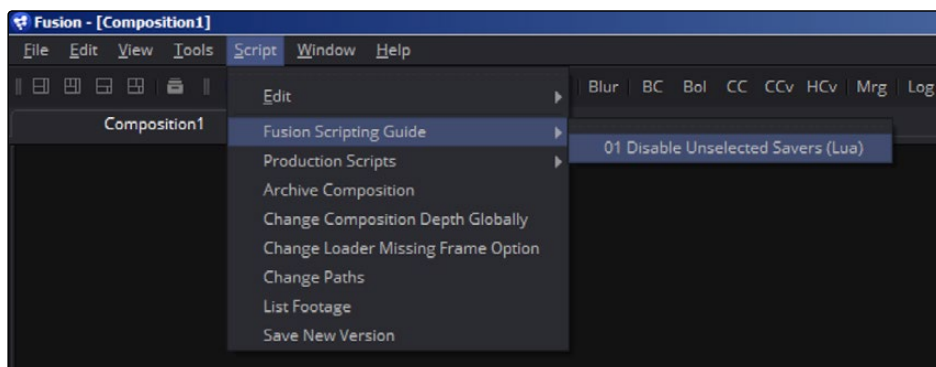 Fusion - [Composition1]
File Edit View Tools Script Window Help
Blur BC Bol CC CCv HCv Mrg Log
Composition1
Edit
Fusion Scripting Guide
01 Disable Unselected Savers (Lua)
Production Scripts
Archive Composition
Change Composition Depth Globally
Change Loader Missing Frame Option
Change Paths
List Footage
Save New Version